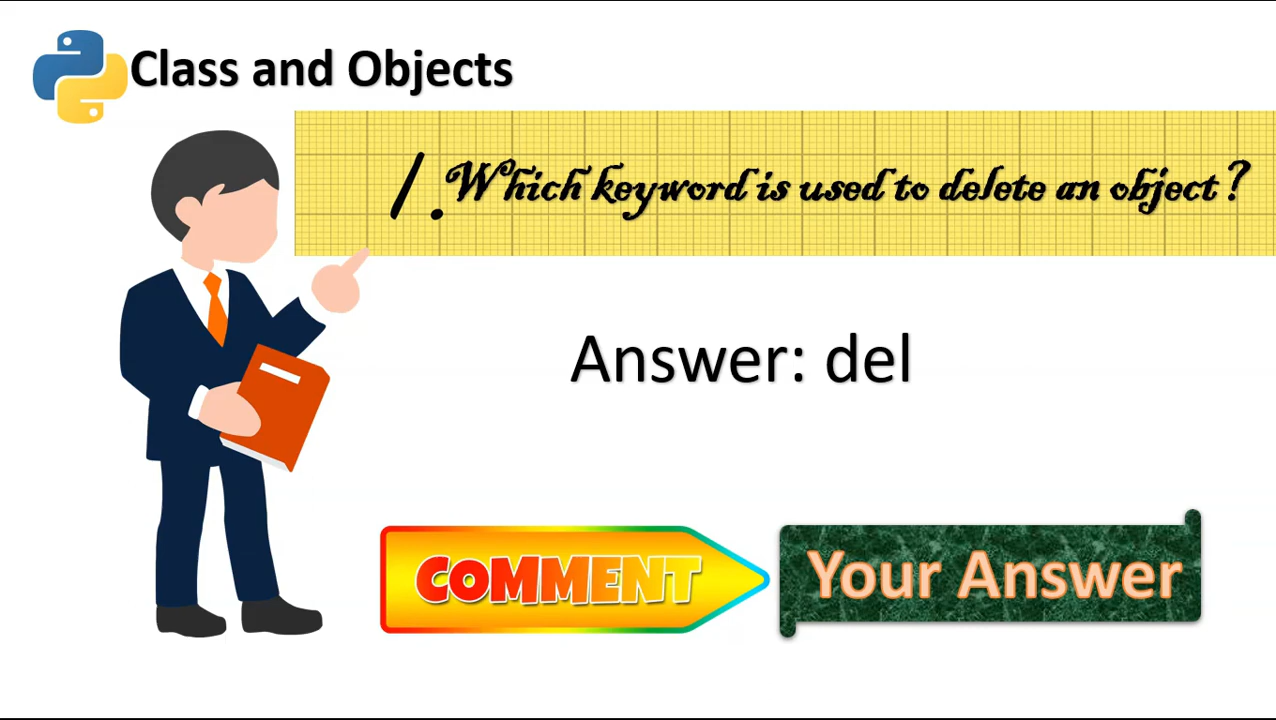 Class and Objects
1. Which keyword is used to delete an object?
Answer: del
COMMENT
Your Answer